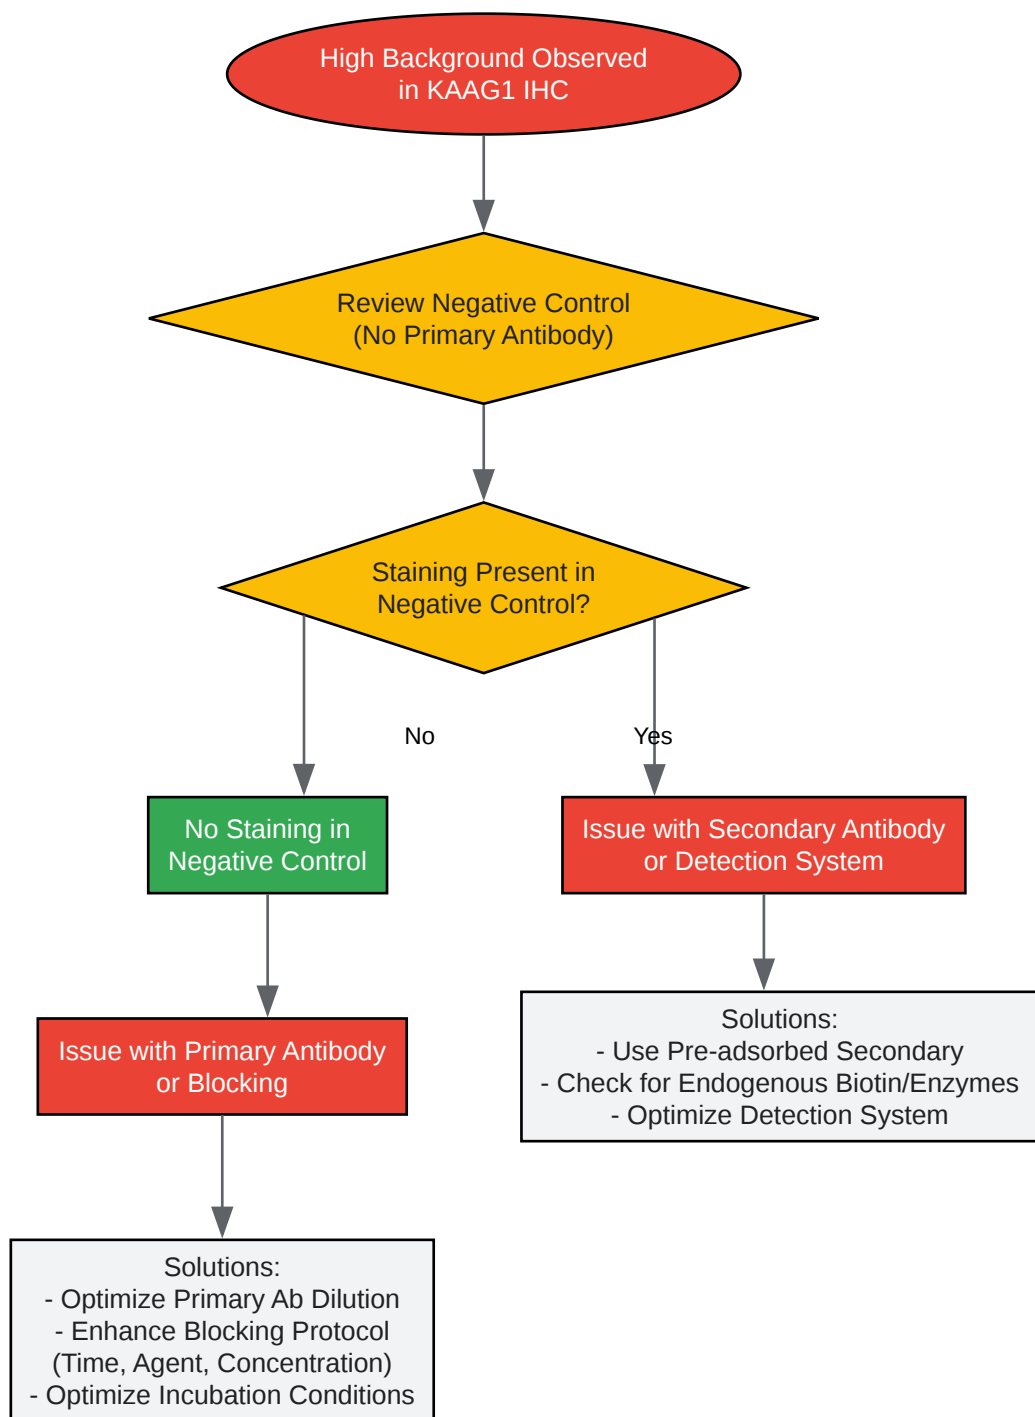 High Background Observed
in KAAG1 IHC
Review Negative Control
(No Primary Antibody)
Staining Present in
Negative Control?
No
Yes
No Staining in
Negative Control
Issue with Secondary Antibody
or Detection System
Issue with Primary Antibody
or Blocking
Solutions:
- Use Pre-adsorbed Secondary
- Check for Endogenous Biotin/Enzymes
- Optimize Detection System
Solutions:
- Optimize Primary Ab Dilution
- Enhance Blocking Protocol
(Time, Agent, Concentration)
- Optimize Incubation Conditions